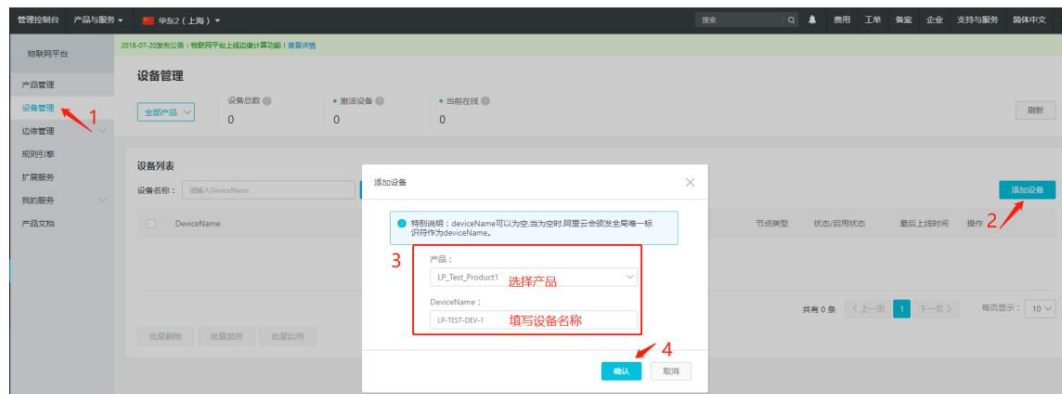 管理控制台 产品与服务 华东2（上海） 搜索 费用 工单 备案 企业 支持与服务 简体中文
物联网平台
2018-07-20发布公告：物联网平台上线边缘计算功能！查看详情
产品管理
设备管理
1
边缘管理
规则引擎
扩展服务
我的服务
产品文档
设备管理
全部产品
设备总数
0
激活设备
0
当前在线
0
刷新
设备列表
设备名称： 请输入DeviceName
添加设备
2
DeviceName 节点类型 状态/启用状态 最后上线时间 操作
添加设备
特别说明：deviceName可以为空,当为空时,阿里云会颁发全局唯一标
识符作为deviceName。
3
产品：
LP_Test_Product1 选择产品
DeviceName：
LP-TEST-DEV-1 填写设备名称
4
确认 取消
共有 0 条 上一页 1 下一页 每页显示： 10
批量删除 批量禁用 批量启用